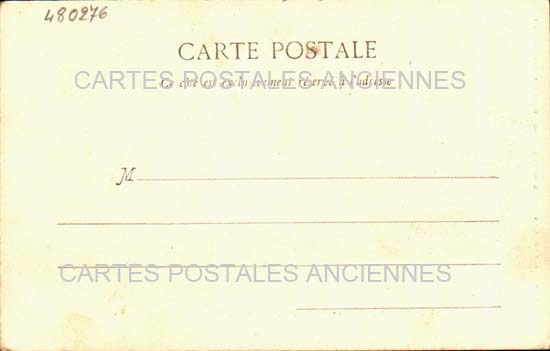 480276
CARTE POSTALE
CARTES POSTALES ANCIENNES
Ce côté est exclusivement réservé à l'adresse
M
CARTES POSTALES ANCIENNES